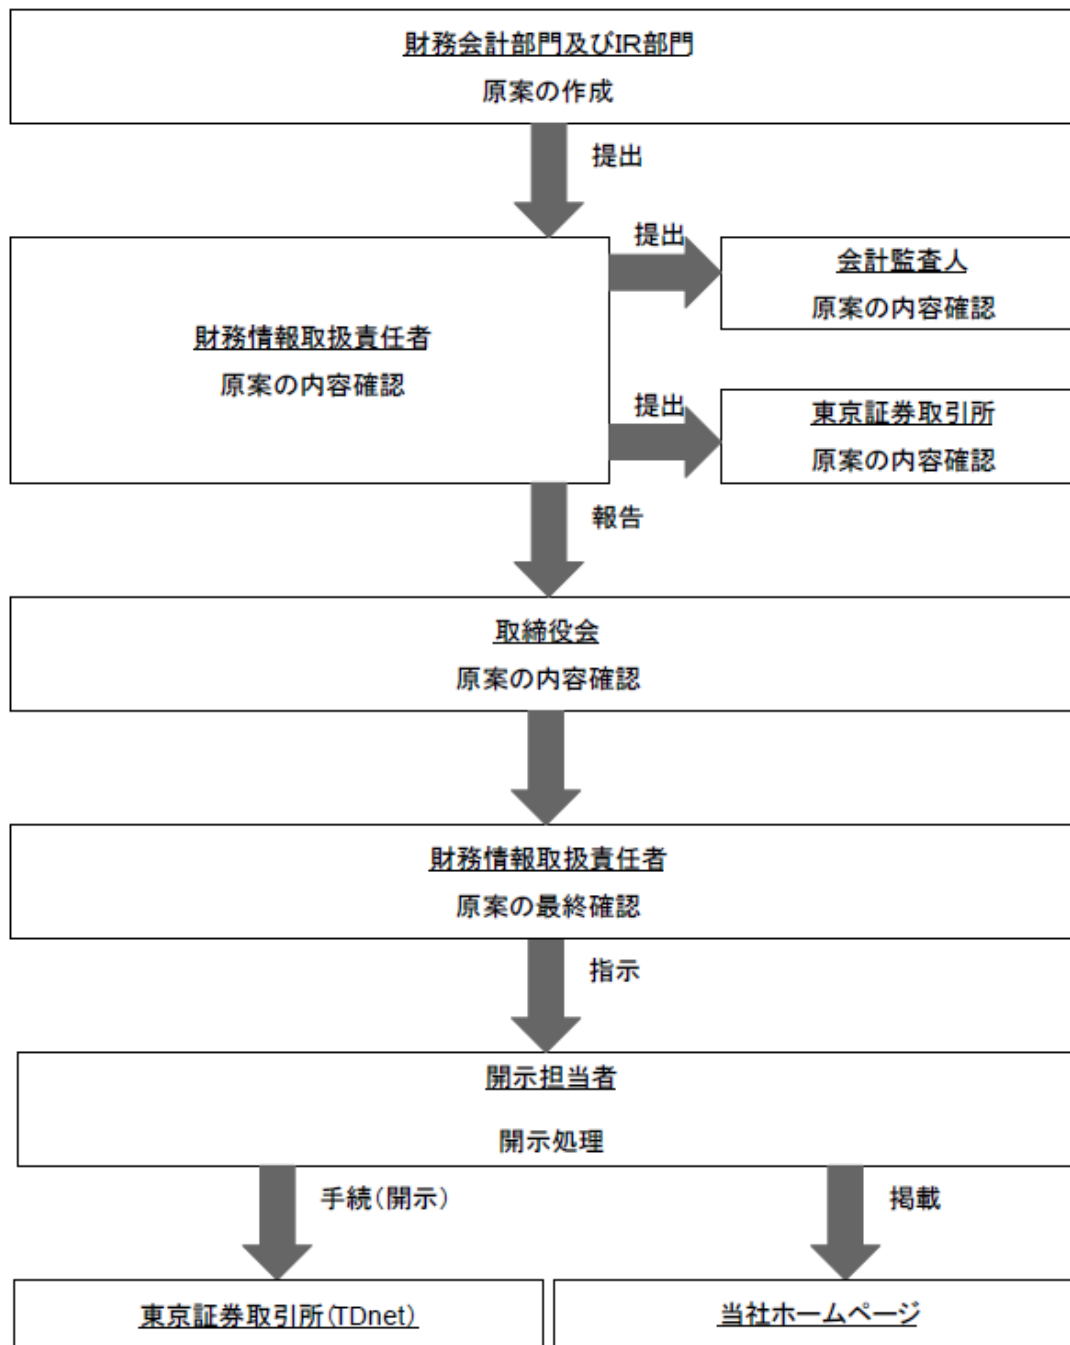 財務会計部門及びIR部門
原案の作成
提出
提出
会計監査人
原案の内容確認
財務情報取扱責任者
原案の内容確認
提出
東京証券取引所
原案の内容確認
報告
取締役会
原案の内容確認
財務情報取扱責任者
原案の最終確認
指示
開示担当者
開示処理
手続(開示)
掲載
東京証券取引所(TDnet)
当社ホームページ